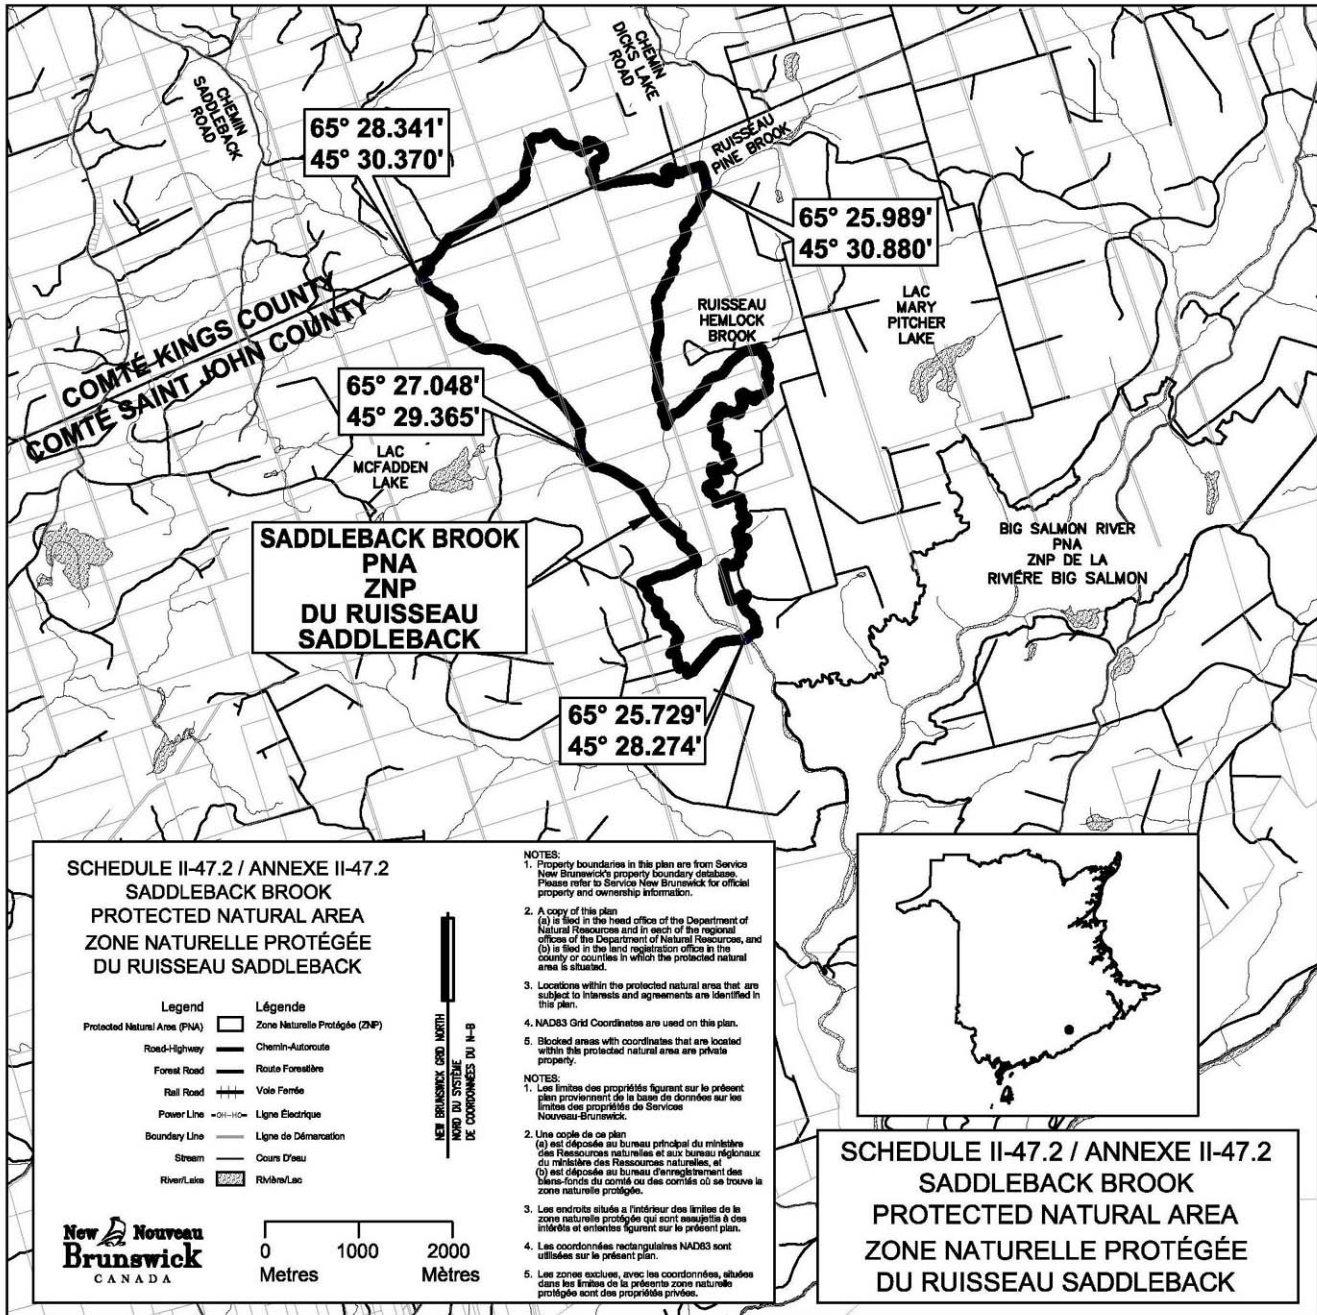 CHEMIN
SADDLEBACK
ROAD
CHEMIN
DICKS LAKE
ROAD
65° 28.341'
45° 30.370'
RUISSEAU
PINE BROOK
65° 25.989'
45° 30.880'
COMTÉ KINGS COUNTY
COMTÉ SAINT JOHN COUNTY
RUISSEAU
HEMLOCK
BROOK
LAC
MARY
PITCHER
LAKE
65° 27.048'
45° 29.365'
LAC
MCFADDEN
LAKE
SADDLEBACK BROOK
PNA
ZNP
DU RUISSEAU
SADDLEBACK
BIG SALMON RIVER
PNA
ZNP DE LA
RIVIÈRE BIG SALMON
65° 25.729'
45° 28.274'
SCHEDULE II-47.2 / ANNEXE II-47.2
SADDLEBACK BROOK
PROTECTED NATURAL AREA
ZONE NATURELLE PROTÉGÉE
DU RUISSEAU SADDLEBACK
Legend Légende
Protected Natural Area (PNA) Zone Naturelle Protégée (ZNP)
Road-Highway Chemin-Autoroute
Forest Road Route Forestière
Rail Road Voie Ferrée
Power Line -OH-HO- Ligne Électrique
Boundary Line Ligne de Démarcation
Stream Cours D'eau
River/Lake Rivière/Lac
NEW BRUNSWICK GRID NORTH
NORD DU SYSTÈME
DE COORDONNÉES DU N-B
New Nouveau
Brunswick
CANADA
0 1000 2000
Metres Mètres
NOTES:
1. Property boundaries in this plan are from Service
New Brunswick's property boundary database.
Please refer to Service New Brunswick for official
property and ownership information.
2. A copy of this plan
(a) is filed in the head office of the Department of
Natural Resources and in each of the regional
offices of the Department of Natural Resources, and
(b) is filed in the land registration office in the
county or counties in which the protected natural
area is situated.
3. Locations within the protected natural area that are
subject to interests and agreements are identified in
this plan.
4. NAD83 Grid Coordinates are used on this plan.
5. Blocked areas with coordinates that are located
within this protected natural area are private
property.
NOTES:
1. Les limites des propriétés figurant sur le présent
plan proviennent de la base de données sur les
limites des propriétés de Services
Nouveau-Brunswick.
2. Une copie de ce plan
(a) est déposée au bureau principal du ministère
des Ressources naturelles et aux bureau régionaux
du ministère des Ressources naturelles, et
(b) est déposée au bureau d'enregistrement des
biens-fonds du comté ou des comtés où se trouve la
zone naturelle protégée.
3. Les endroits situés a l'intérieur des limites de la
zone naturelle protégée qui sont assujettis à des
intérêts et ententes figurent sur le présent plan.
4. Les coordonnées rectangulaires NAD83 sont
utilisées sur le présent plan.
5. Les zones exclues, avec les coordonnées, situées
dans les limites de la présente zone naturelle
protégée sont des propriétés privées.
SCHEDULE II-47.2 / ANNEXE II-47.2
SADDLEBACK BROOK
PROTECTED NATURAL AREA
ZONE NATURELLE PROTÉGÉE
DU RUISSEAU SADDLEBACK